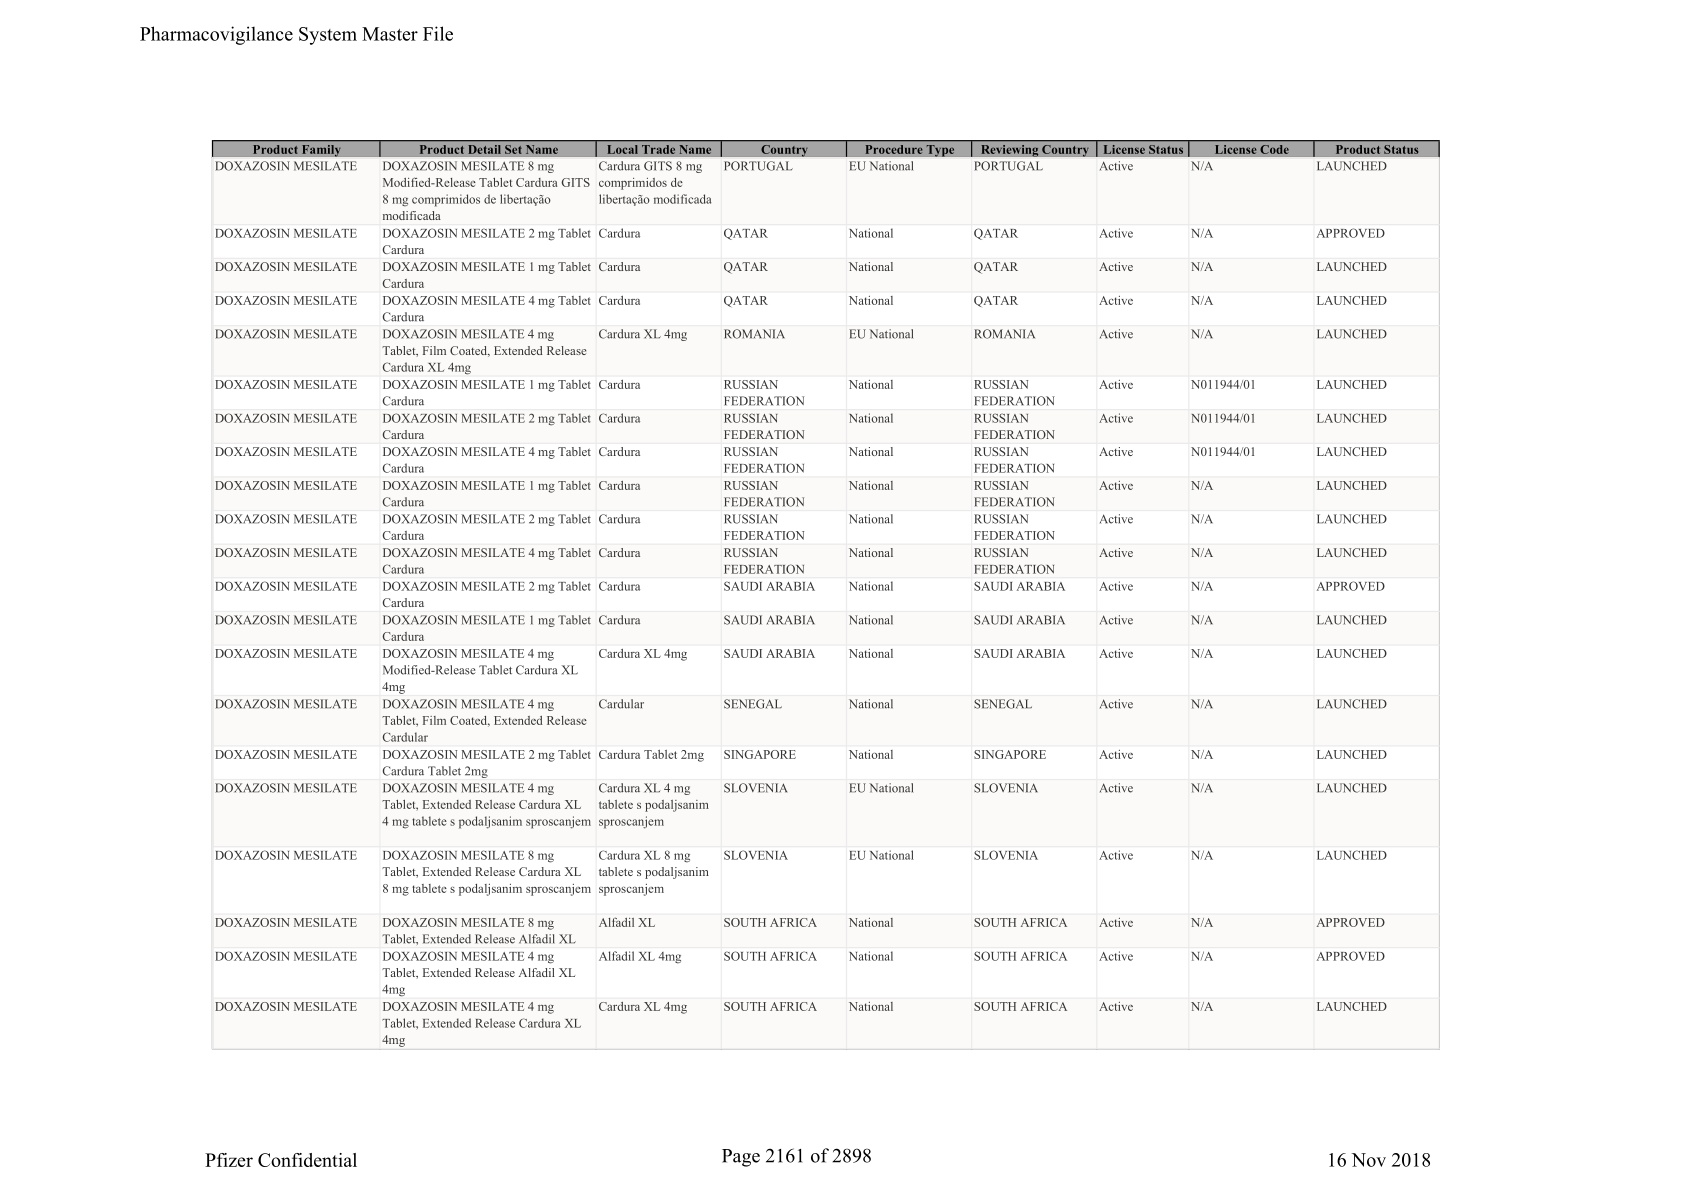 Pharmacovigilance System Master File
Product Family Product Detail Set Name Local Trade Name Country Procedure Type Reviewing Country License Status License Code Product Status
DOXAZOSIN MESILATE DOXAZOSIN MESILATE 8 mg Cardura GITS 8 mg PORTUGAL EU National PORTUGAL Active N/A LAUNCHED
Modified-Release Tablet Cardura GITS comprimidos de
8 mg comprimidos de libertação libertação modificada
modificada
DOXAZOSIN MESILATE DOXAZOSIN MESILATE 2 mg Tablet Cardura QATAR National QATAR Active N/A APPROVED
Cardura
DOXAZOSIN MESILATE DOXAZOSIN MESILATE 1 mg Tablet Cardura QATAR National QATAR Active N/A LAUNCHED
Cardura
DOXAZOSIN MESILATE DOXAZOSIN MESILATE 4 mg Tablet Cardura QATAR National QATAR Active N/A LAUNCHED
Cardura
DOXAZOSIN MESILATE DOXAZOSIN MESILATE 4 mg Cardura XL 4mg ROMANIA EU National ROMANIA Active N/A LAUNCHED
Tablet, Film Coated, Extended Release
Cardura XL 4mg
DOXAZOSIN MESILATE DOXAZOSIN MESILATE 1 mg Tablet Cardura RUSSIAN National RUSSIAN Active N011944/01 LAUNCHED
Cardura FEDERATION FEDERATION
DOXAZOSIN MESILATE DOXAZOSIN MESILATE 2 mg Tablet Cardura RUSSIAN National RUSSIAN Active N011944/01 LAUNCHED
Cardura FEDERATION FEDERATION
DOXAZOSIN MESILATE DOXAZOSIN MESILATE 4 mg Tablet Cardura RUSSIAN National RUSSIAN Active N011944/01 LAUNCHED
Cardura FEDERATION FEDERATION
DOXAZOSIN MESILATE DOXAZOSIN MESILATE 1 mg Tablet Cardura RUSSIAN National RUSSIAN Active N/A LAUNCHED
Cardura FEDERATION FEDERATION
DOXAZOSIN MESILATE DOXAZOSIN MESILATE 2 mg Tablet Cardura RUSSIAN National RUSSIAN Active N/A LAUNCHED
Cardura FEDERATION FEDERATION
DOXAZOSIN MESILATE DOXAZOSIN MESILATE 4 mg Tablet Cardura RUSSIAN National RUSSIAN Active N/A LAUNCHED
Cardura FEDERATION FEDERATION
DOXAZOSIN MESILATE DOXAZOSIN MESILATE 2 mg Tablet Cardura SAUDI ARABIA National SAUDI ARABIA Active N/A APPROVED
Cardura
DOXAZOSIN MESILATE DOXAZOSIN MESILATE 1 mg Tablet Cardura SAUDI ARABIA National SAUDI ARABIA Active N/A LAUNCHED
Cardura
DOXAZOSIN MESILATE DOXAZOSIN MESILATE 4 mg Cardura XL 4mg SAUDI ARABIA National SAUDI ARABIA Active N/A LAUNCHED
Modified-Release Tablet Cardura XL
4mg
DOXAZOSIN MESILATE DOXAZOSIN MESILATE 4 mg Cardular SENEGAL National SENEGAL Active N/A LAUNCHED
Tablet, Film Coated, Extended Release
Cardular
DOXAZOSIN MESILATE DOXAZOSIN MESILATE 2 mg Tablet Cardura Tablet 2mg SINGAPORE National SINGAPORE Active N/A LAUNCHED
Cardura Tablet 2mg
DOXAZOSIN MESILATE DOXAZOSIN MESILATE 4 mg Cardura XL 4 mg SLOVENIA EU National SLOVENIA Active N/A LAUNCHED
Tablet, Extended Release Cardura XL tablete s podaljsanim
4 mg tablete s podaljsanim sproscanjem sproscanjem
DOXAZOSIN MESILATE DOXAZOSIN MESILATE 8 mg Cardura XL 8 mg SLOVENIA EU National SLOVENIA Active N/A LAUNCHED
Tablet, Extended Release Cardura XL tablete s podaljsanim
8 mg tablete s podaljsanim sproscanjem sproscanjem
DOXAZOSIN MESILATE DOXAZOSIN MESILATE 8 mg Alfadil XL SOUTH AFRICA National SOUTH AFRICA Active N/A APPROVED
Tablet, Extended Release Alfadil XL
DOXAZOSIN MESILATE DOXAZOSIN MESILATE 4 mg Alfadil XL 4mg SOUTH AFRICA National SOUTH AFRICA Active N/A APPROVED
Tablet, Extended Release Alfadil XL
4mg
DOXAZOSIN MESILATE DOXAZOSIN MESILATE 4 mg Cardura XL 4mg SOUTH AFRICA National SOUTH AFRICA Active N/A LAUNCHED
Tablet, Extended Release Cardura XL
4mg
Pfizer Confidential Page 2161 of 2898 16 Nov 2018